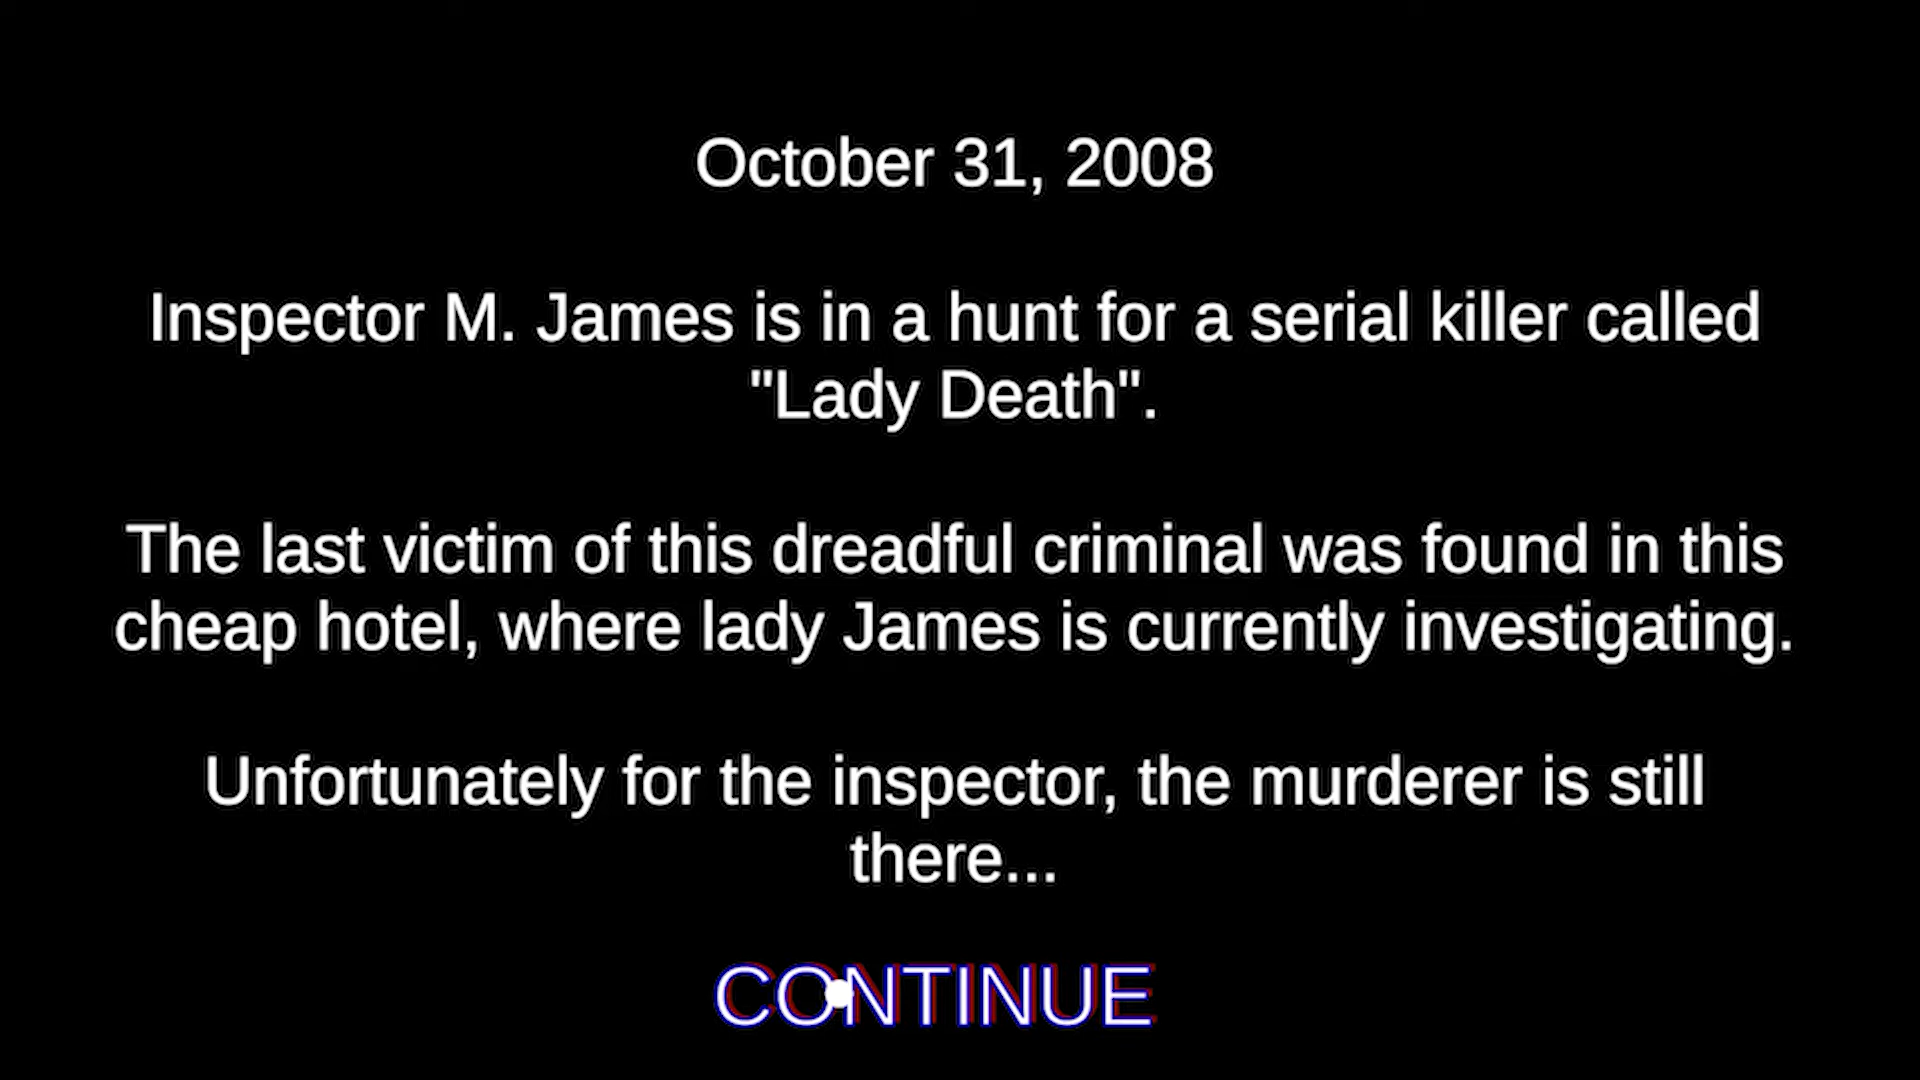 October 31, 2008
Inspector M. James is in a hunt for a serial killer called
"Lady Death".
The last victim of this dreadful criminal was found in this
cheap hotel, where lady James is currently investigating.
Unfortunately for the inspector, the murderer is still
there...
CONTINUE